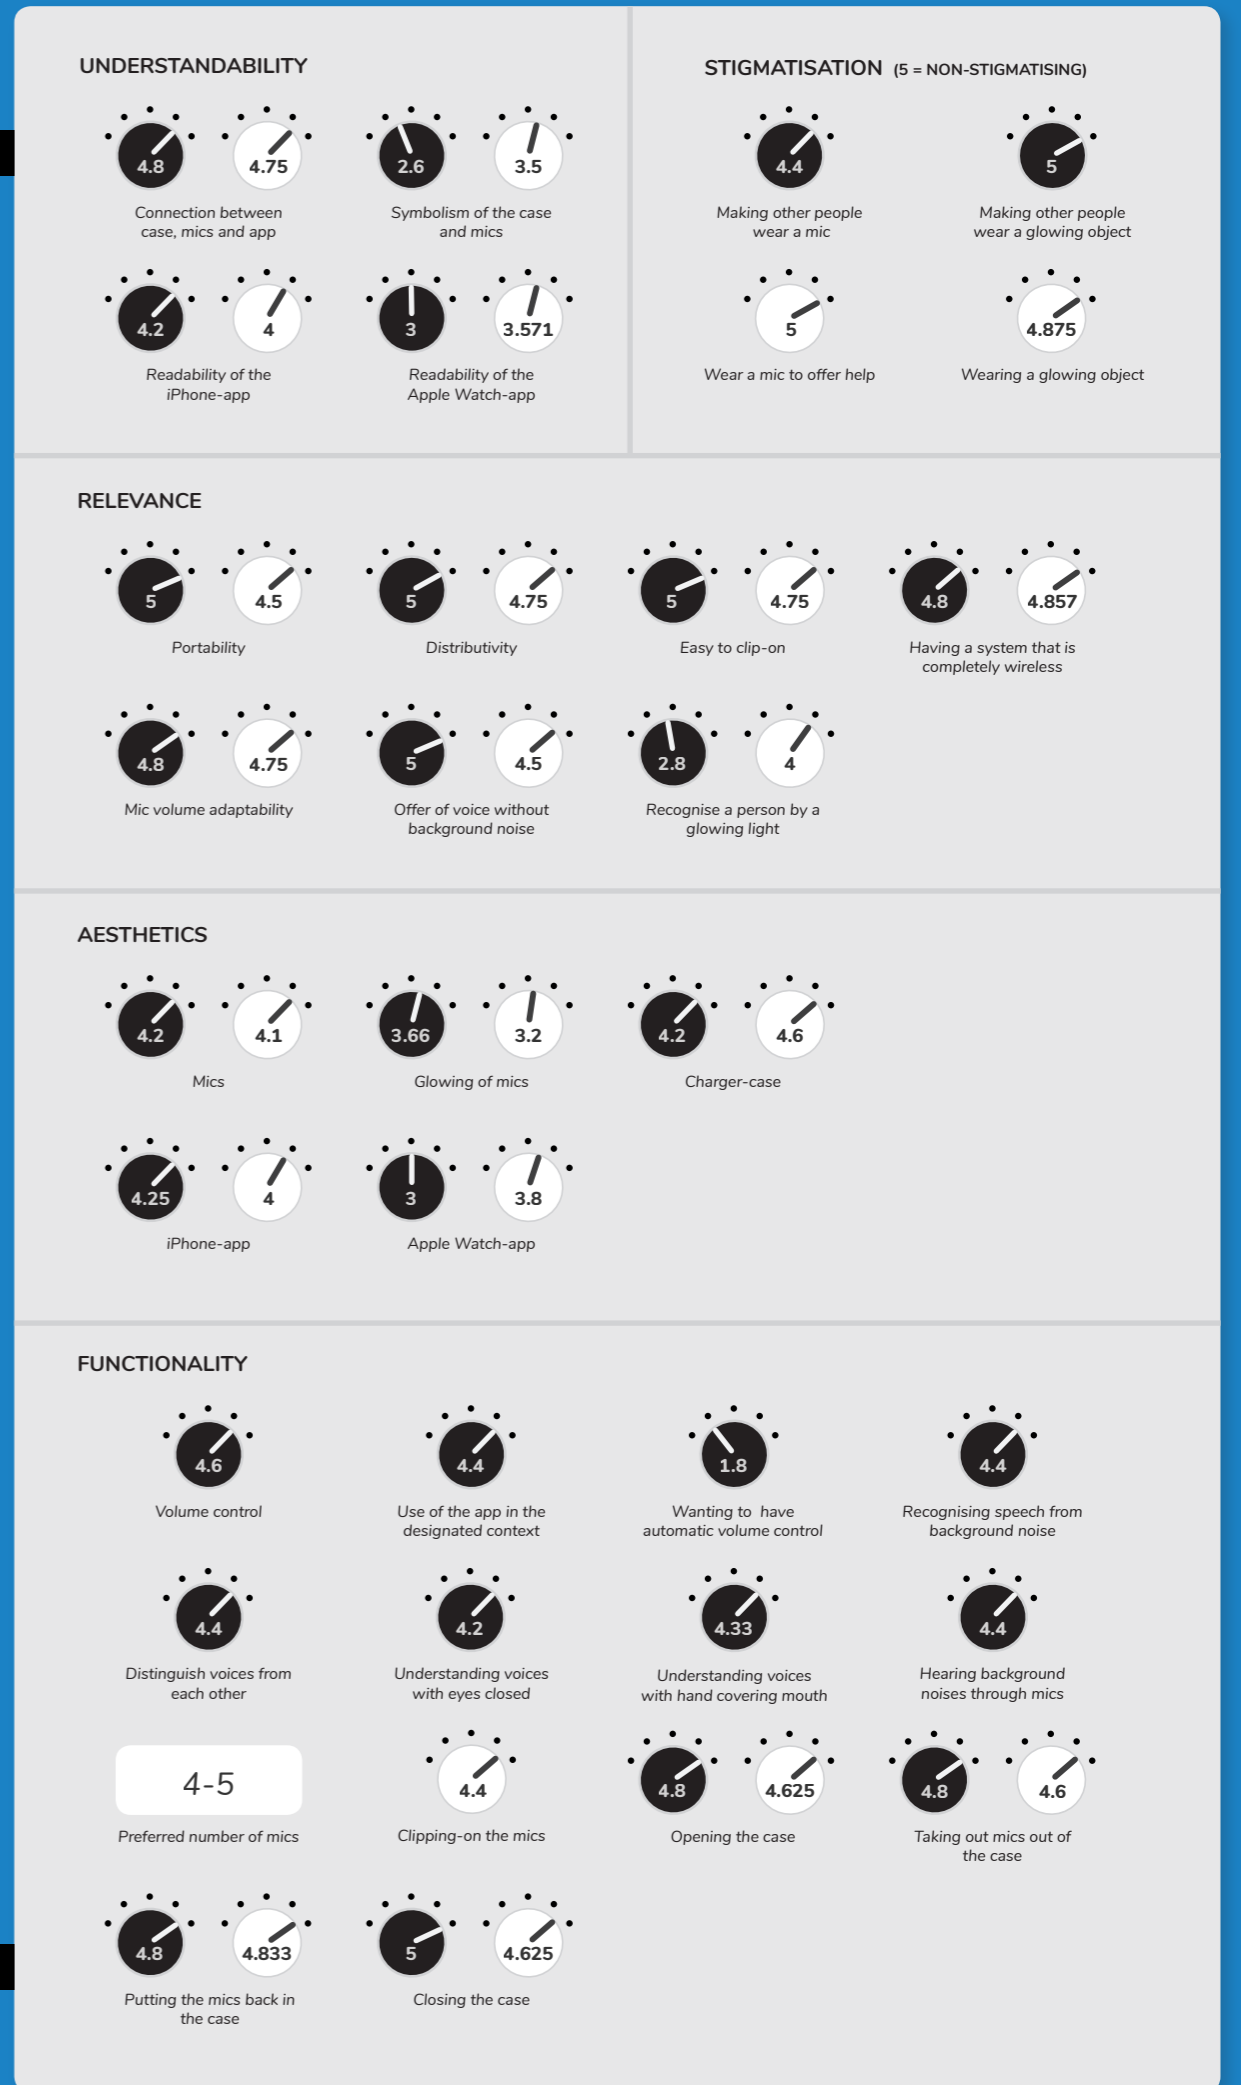 UNDERSTANDABILITY
4.8 4.75 2.6 3.5
Connection between
case, mics and app
Symbolism of the case
and mics
4.2 4 3 3.571
Readability of the
iPhone-app
Readability of the
Apple Watch-app
STIGMATISATION (5 = NON-STIGMATISING)
4.4 5
Making other people
wear a mic
Making other people
wear a glowing object
5 4.875
Wear a mic to offer help
Wearing a glowing object
RELEVANCE
5 4.5 5 4.75 5 4.75 4.8 4.857
Portability
Distributivity
Easy to clip-on
Having a system that is
completely wireless
4.8 4.75 5 4.5 2.8 4
Mic volume adaptability
Offer of voice without
background noise
Recognise a person by a
glowing light
AESTHETICS
4.2 4.1 3.66 3.2 4.2 4.6
Mics
Glowing of mics
Charger-case
4.25 4 3 3.8
iPhone-app
Apple Watch-app
FUNCTIONALITY
4.6 4.4 1.8 4.4
Volume control
Use of the app in the
designated context
Wanting to have
automatic volume control
Recognising speech from
background noise
4.4 4.2 4.33 4.4
Distinguish voices from
each other
Understanding voices
with eyes closed
Understanding voices
with hand covering mouth
Hearing background
noises through mics
4-5 4.4 4.8 4.625 4.8 4.6
Preferred number of mics
Clipping-on the mics
Opening the case
Taking out mics out of
the case
4.8 4.833 5 4.625
Putting the mics back in
the case
Closing the case